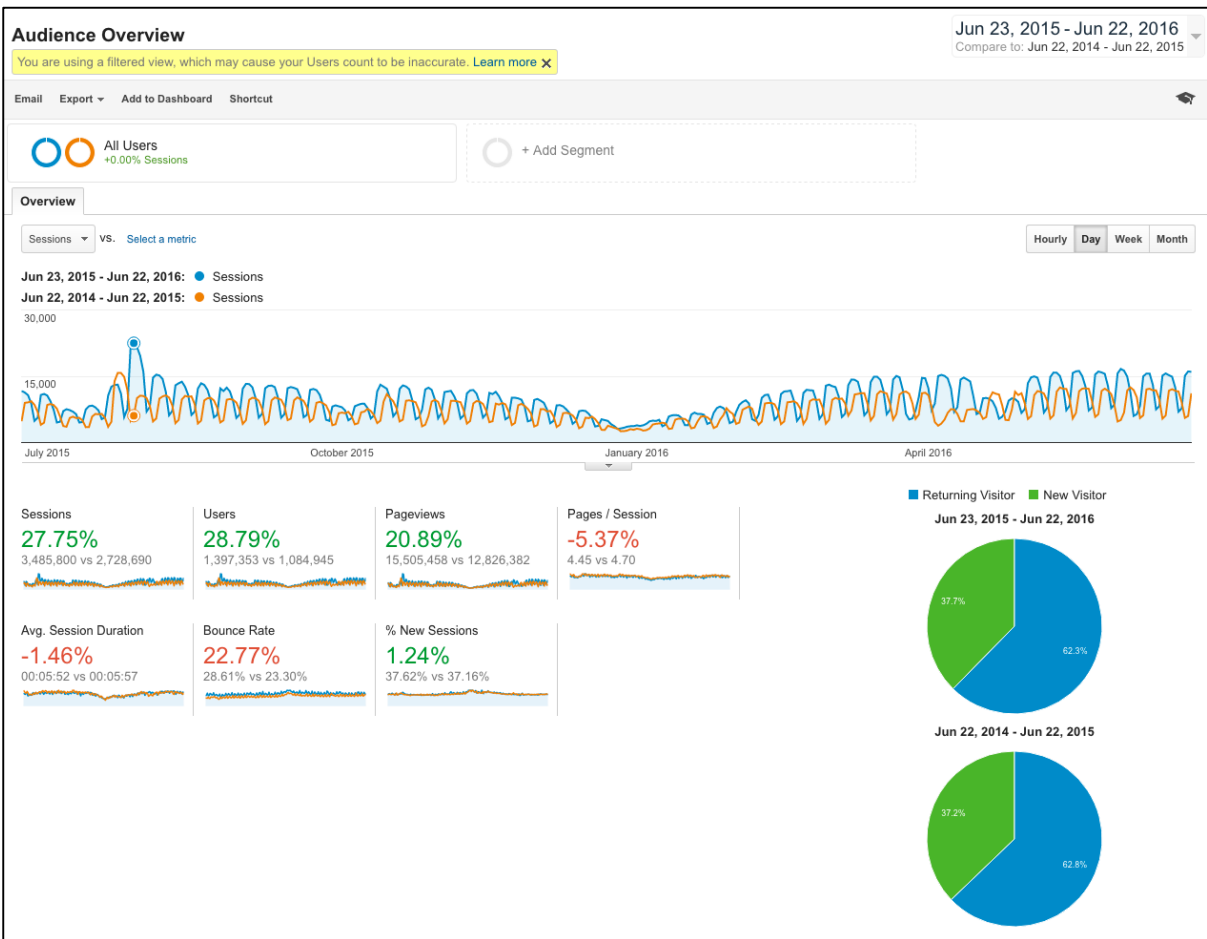 Audience Overview
Jun 23, 2015 - Jun 22, 2016
Compare to: Jun 22, 2014 - Jun 22, 2015
You are using a filtered view, which may cause your Users count to be inaccurate. Learn more x
Email Export Add to Dashboard Shortcut
All Users
+0.00% Sessions
+ Add Segment
Overview
Sessions vs. Select a metric
Hourly Day Week Month
Jun 23, 2015 - Jun 22, 2016: Sessions
Jun 22, 2014 - Jun 22, 2015: Sessions
30,000
15,000
July 2015 October 2015 January 2016 April 2016
Sessions
27.75%
3,485,800 vs 2,728,690
Users
28.79%
1,397,353 vs 1,084,945
Pageviews
20.89%
15,505,458 vs 12,826,382
Pages / Session
-5.37%
4.45 vs 4.70
Avg. Session Duration
-1.46%
00:05:52 vs 00:05:57
Bounce Rate
22.77%
28.61% vs 23.30%
% New Sessions
1.24%
37.62% vs 37.16%
Returning Visitor New Visitor
Jun 23, 2015 - Jun 22, 2016
37.7%
62.3%
Jun 22, 2014 - Jun 22, 2015
37.2%
62.8%